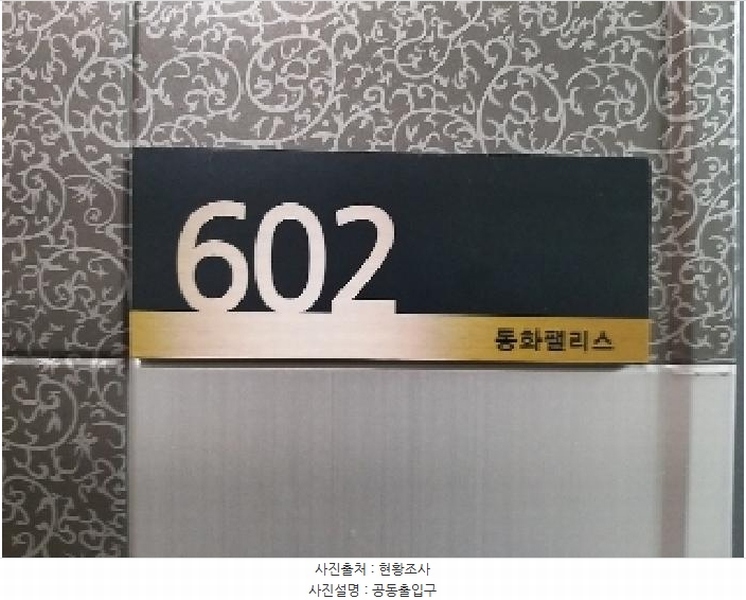 602
동화팰리스
사진출처 : 현황조사
사진설명 : 공동출입구